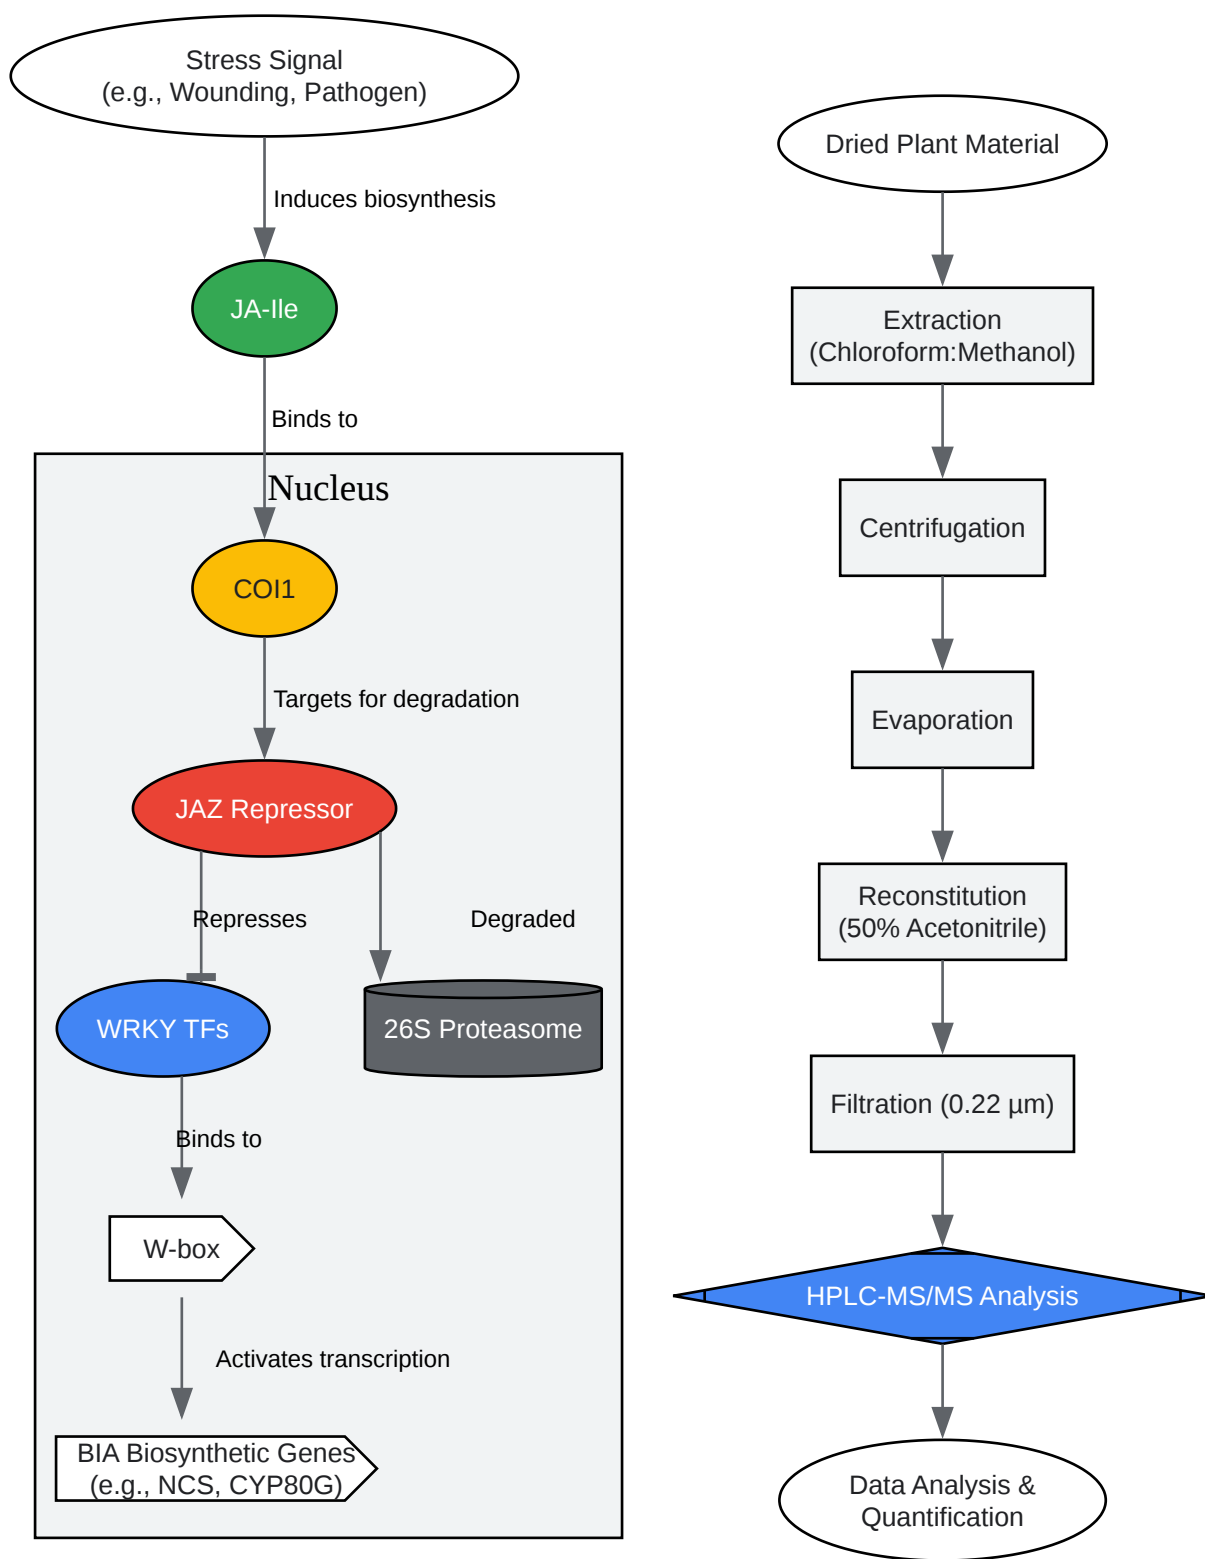 Stress Signal
(e.g., Wounding, Pathogen)
Induces biosynthesis
JA-Ile
Binds to
Nucleus
COI1
Targets for degradation
JAZ Repressor
Represses
Degraded
WRKY TFs
26S Proteasome
Binds to
W-box
Activates transcription
BIA Biosynthetic Genes
(e.g., NCS, CYP80G)
Dried Plant Material
Extraction
(Chloroform:Methanol)
Centrifugation
Evaporation
Reconstitution
(50% Acetonitrile)
Filtration (0.22 µm)
HPLC-MS/MS Analysis
Data Analysis &
Quantification